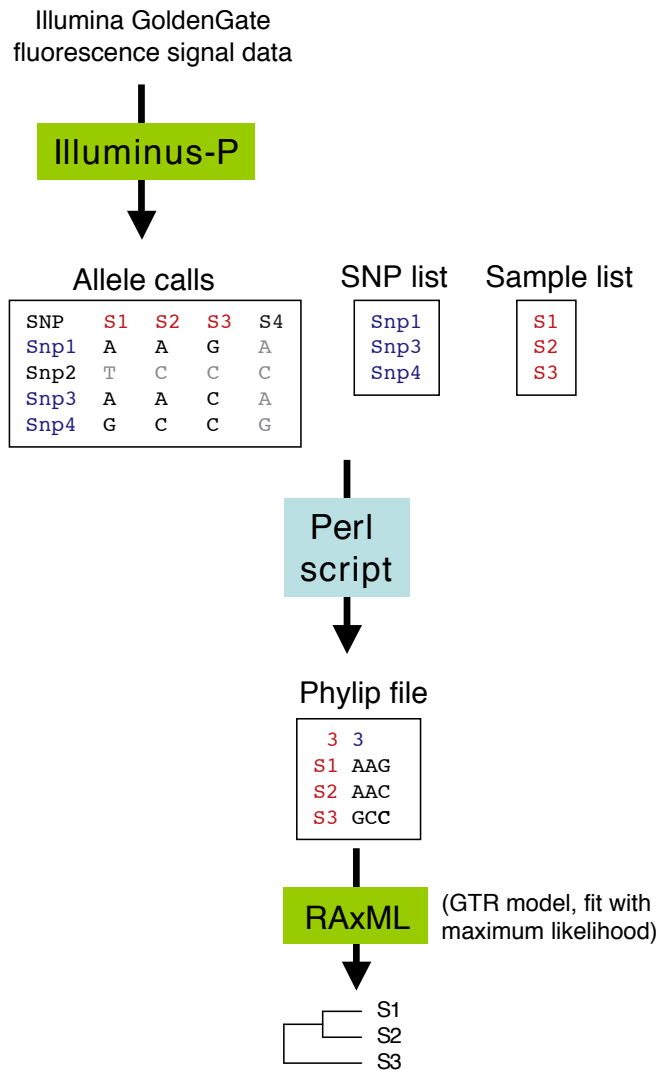 Illumina GoldenGate
fluorescence signal data
Illuminus-P
Allele calls
SNP S1 S2 S3 S4
Snp1 A A G A
Snp2 T C C C
Snp3 A A C A
Snp4 G C C G
SNP list
Snp1
Snp3
Snp4
Sample list
S1
S2
S3
Perl
script
Phylip file
3 3
S1 AAG
S2 AAC
S3 GCC
RAxML
(GTR model, fit with
maximum likelihood)
S1
S2
S3